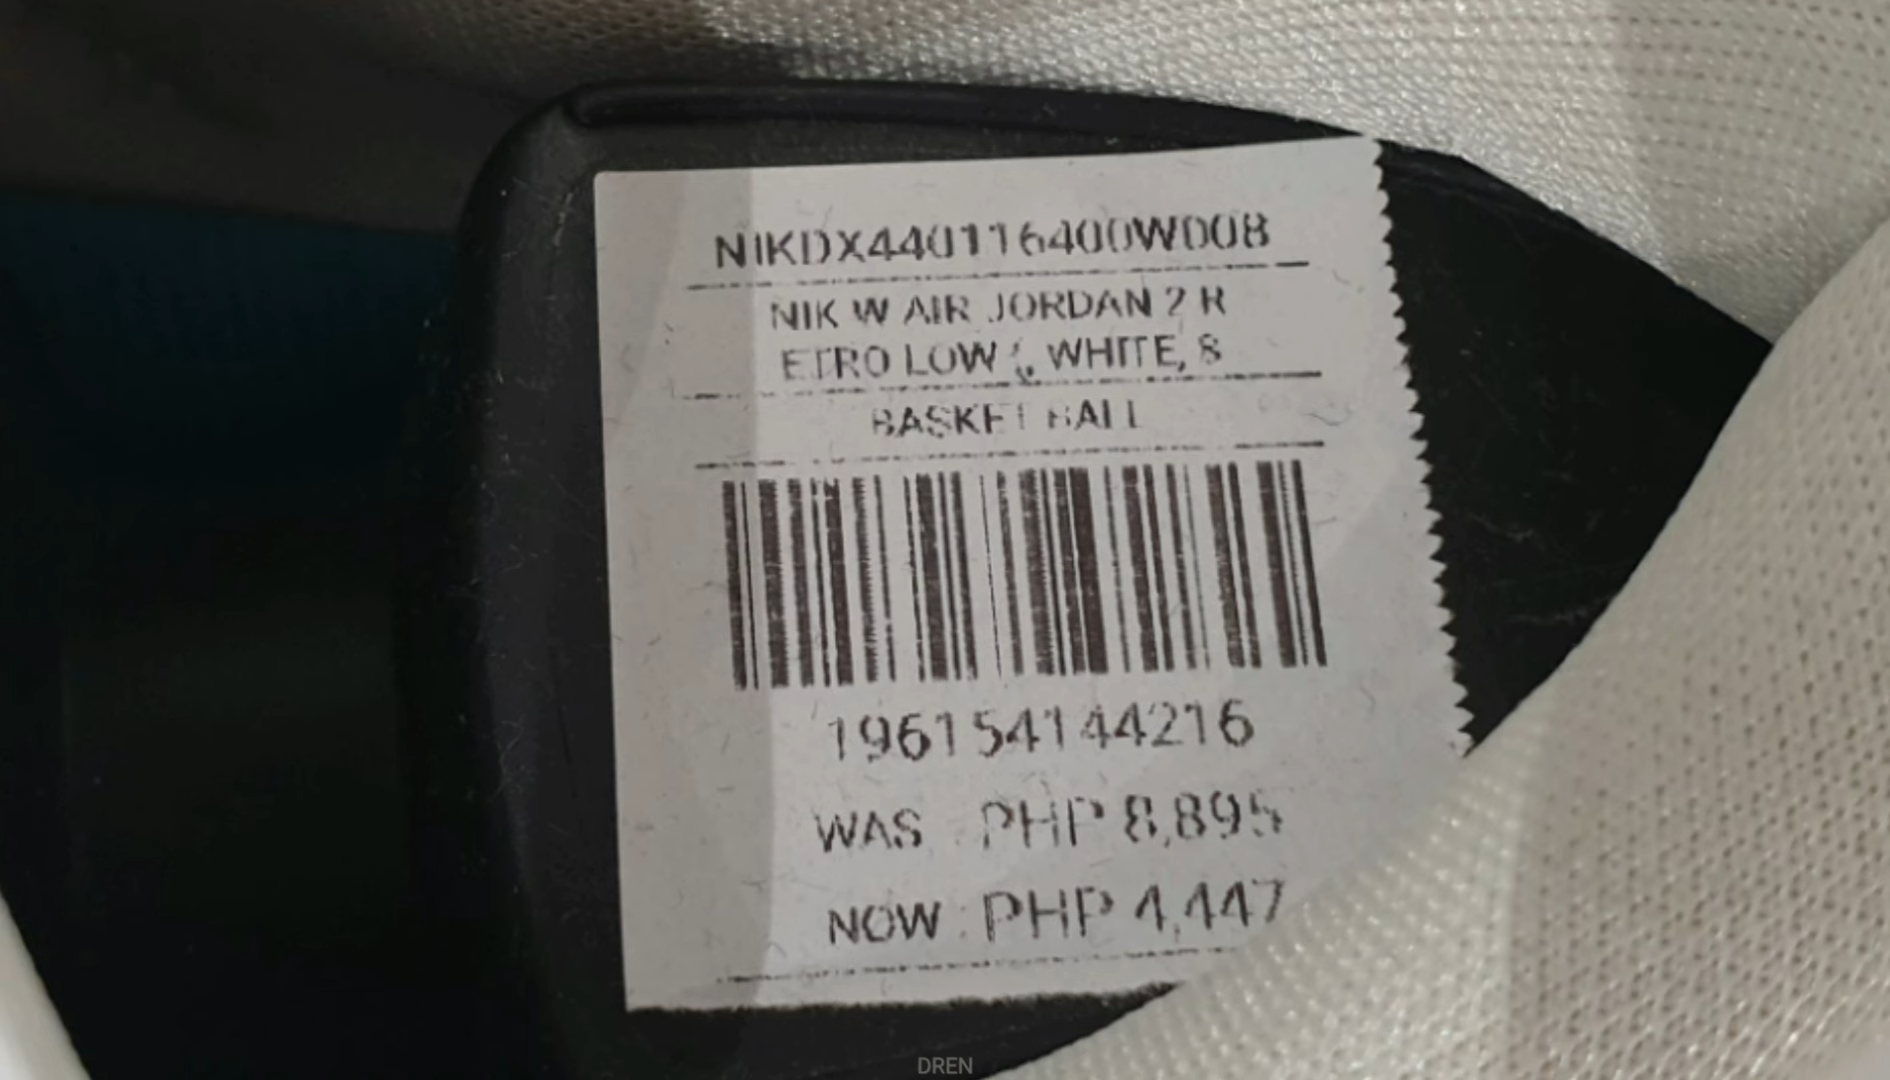 NIKDX440116400W008
NIK W AIR JORDAN 2 R
ETRO LOW (, WHITE, 8
BASKETBALL
196154144216
WAS : PHP 8,895
NOW : PHP 4,447
DREN